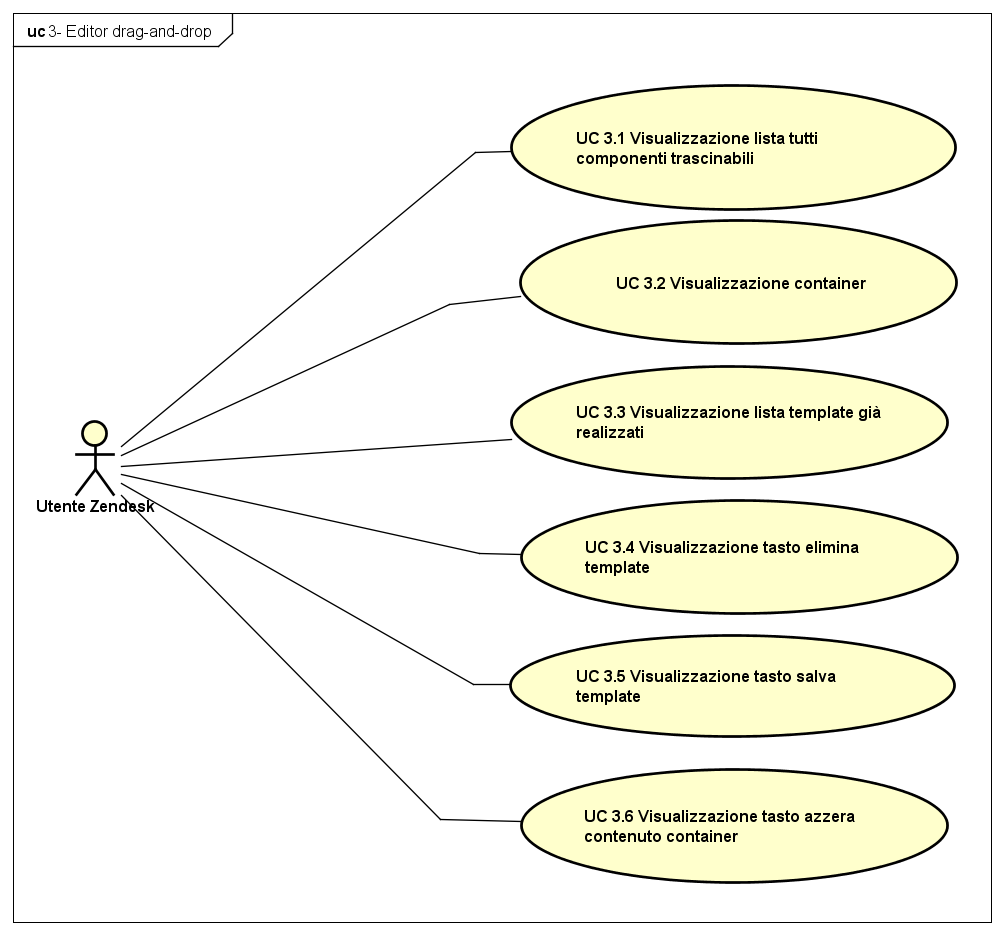 uc 3- Editor drag-and-drop
UC 3.1 Visualizzazione lista tutti
componenti trascinabili
UC 3.2 Visualizzazione container
UC 3.3 Visualizzazione lista template già
realizzati
Utente Zendesk
UC 3.4 Visualizzazione tasto elimina
template
UC 3.5 Visualizzazione tasto salva
template
UC 3.6 Visualizzazione tasto azzera
contenuto container